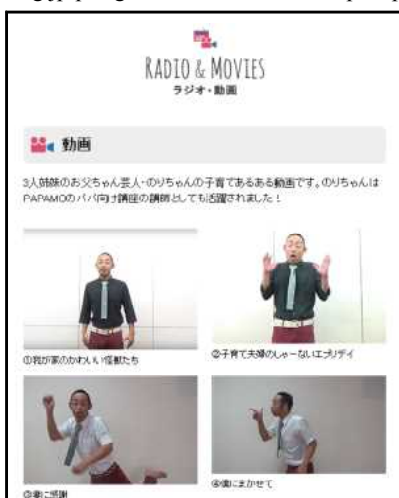 RADIO & MOVIES
ラジオ・動画
動画
3人姉妹のお父ちゃん芸人・のりちゃんの子育てあるある動画です。のりちゃんは
PAPAMOのパパ向け講座の講師としても活躍されました！
①我が家のかわいい怪獣たち
②子育て夫婦のしゃーないエブリデイ
③妻に感謝
④僕にまかせて